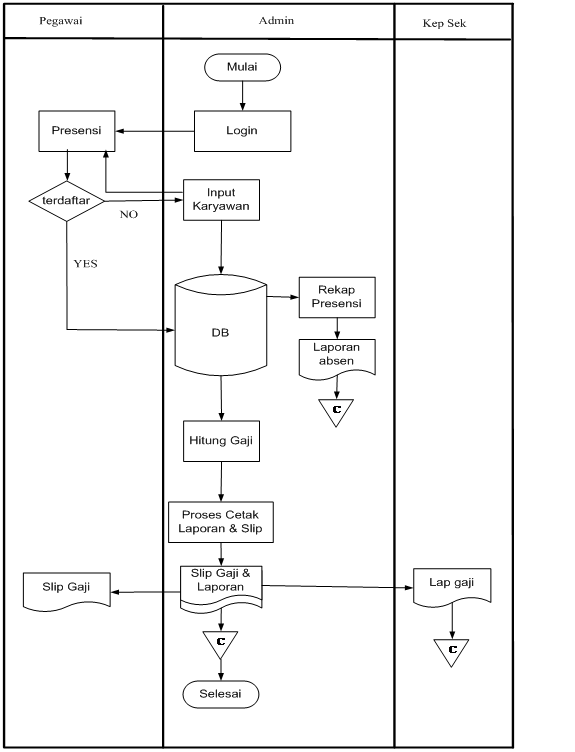 Pegawai
Admin
Kep Sek
Mulai
Presensi
Login
terdaftar
NO
Input
Karyawan
YES
DB
Rekap
Presensi
Laporan
absen
C
Hitung Gaji
Proses Cetak
Laporan & Slip
Slip Gaji
Slip Gaji &
Laporan
Lap gaji
C
C
Selesai